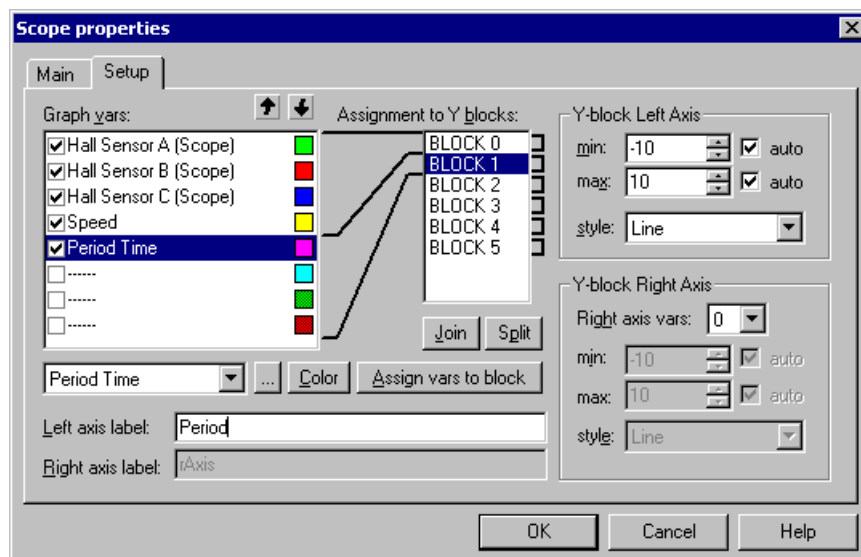 Scope properties
Main Setup
Graph vars: Assignment to Y blocks: Y-block Left Axis
Hall Sensor A (Scope) BLOCK 0 min: -10 auto
Hall Sensor B (Scope) BLOCK 1
Hall Sensor C (Scope) BLOCK 2 max: 10 auto
Speed BLOCK 3 style: Line
Period Time BLOCK 4
------ BLOCK 5
------ Y-block Right Axis
------ Right axis vars: 0
Join Split min: -10 auto
Period Time ... Color Assign vars to block max: 10 auto
Left axis label: Period style: Line
Right axis label: rAxis
OK Cancel Help